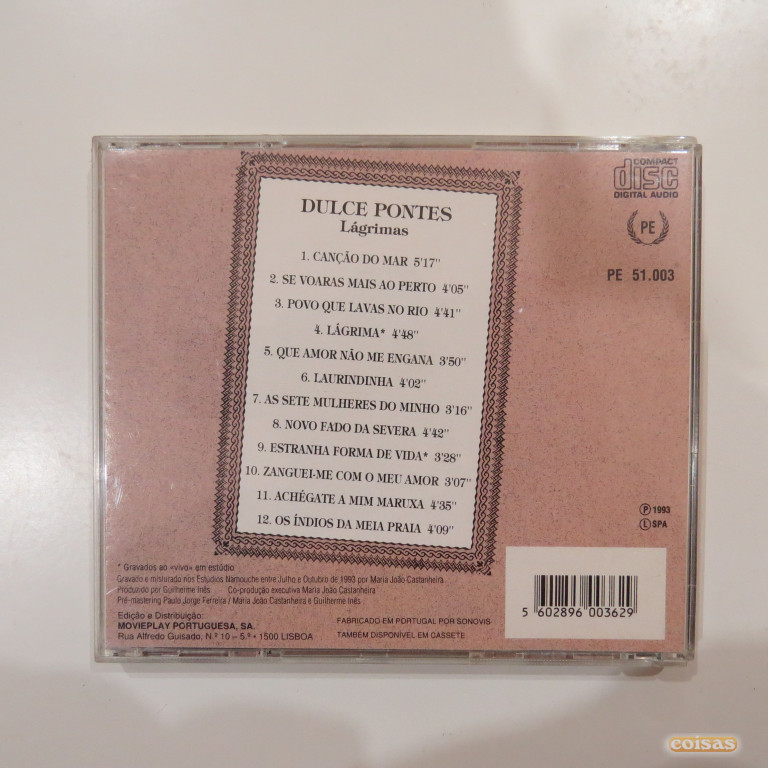 DULCE PONTES
Lágrimas
1. CANÇÃO DO MAR 5'17"
2. SE VOARAS MAIS AO PERTO 4'05"
3. POVO QUE LAVAS NO RIO 4'41"
4. LÁGRIMA* 4'48"
5. QUE AMOR NÃO ME ENGANA 3'50"
6. LAURINDINHA 4'02"
7. AS SETE MULHERES DO MINHO 3'16"
8. NOVO FADO DA SEVERA 4'42"
9. ESTRANHA FORMA DE VIDA* 3'28"
10. ZANGUEI-ME COM O MEU AMOR 3'07"
11. ACHÉGATE A MIM MARUXA 4'35"
12. OS ÍNDIOS DA MEIA PRAIA 4'09"
COMPACT
disc
DIGITAL AUDIO
PE
PE 51.003
℗ 1993
Ⓛ SPA
* Gravados ao «vivo» em estúdio
Gravado e misturado nos Estúdios Namouche entre Julho e Outubro de 1993 por Maria João Castanheira
Produzido por Guilherme Inês Co-produção executiva Maria João Castanheira
Pré-mastering Paulo Jorge Ferreira / Maria João Castanheira e Guilherme Inês
Edição e Distribuição:
MOVIEPLAY PORTUGUESA, SA.
Rua Alfredo Guisado, N.º 10 – 5.º • 1500 LISBOA
FABRICADO EM PORTUGAL POR SONOVIS
TAMBÉM DISPONÍVEL EM CASSETE
5 602896 003629
coisas